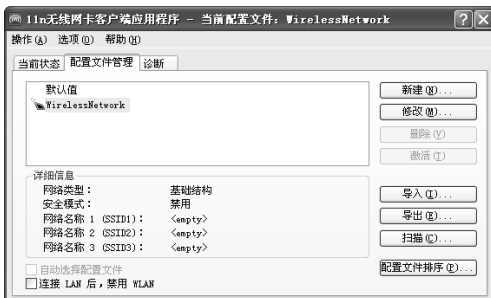 11n无线网卡客户端应用程序 - 当前配置文件: WirelessNetwork
操作(A) 选项(O) 帮助(H)
当前状态 配置文件管理 诊断
默认值
WirelessNetwork
新建(N)...
修改(M)...
删除(V)
激活(T)
详细信息
网络类型: 基础结构
安全模式: 禁用
网络名称 1 (SSID1): <empty>
网络名称 2 (SSID2): <empty>
网络名称 3 (SSID3): <empty>
导入(I)...
导出(E)...
扫描(C)...
自动选择配置文件
配置文件排序(P)...
连接 LAN 后,禁用 WLAN